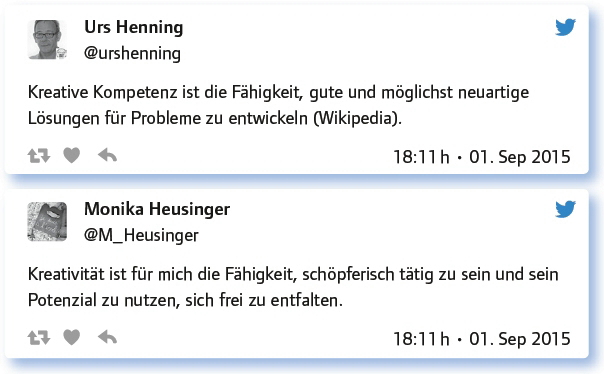 Urs Henning
@urshenning
Kreative Kompetenz ist die Fähigkeit, gute und möglichst neuartige
Lösungen für Probleme zu entwickeln (Wikipedia).
18:11 h • 01. Sep 2015
Monika Heusinger
@M_Heusinger
Kreativität ist für mich die Fähigkeit, schöpferisch tätig zu sein und sein
Potenzial zu nutzen, sich frei zu entfalten.
18:11 h • 01. Sep 2015